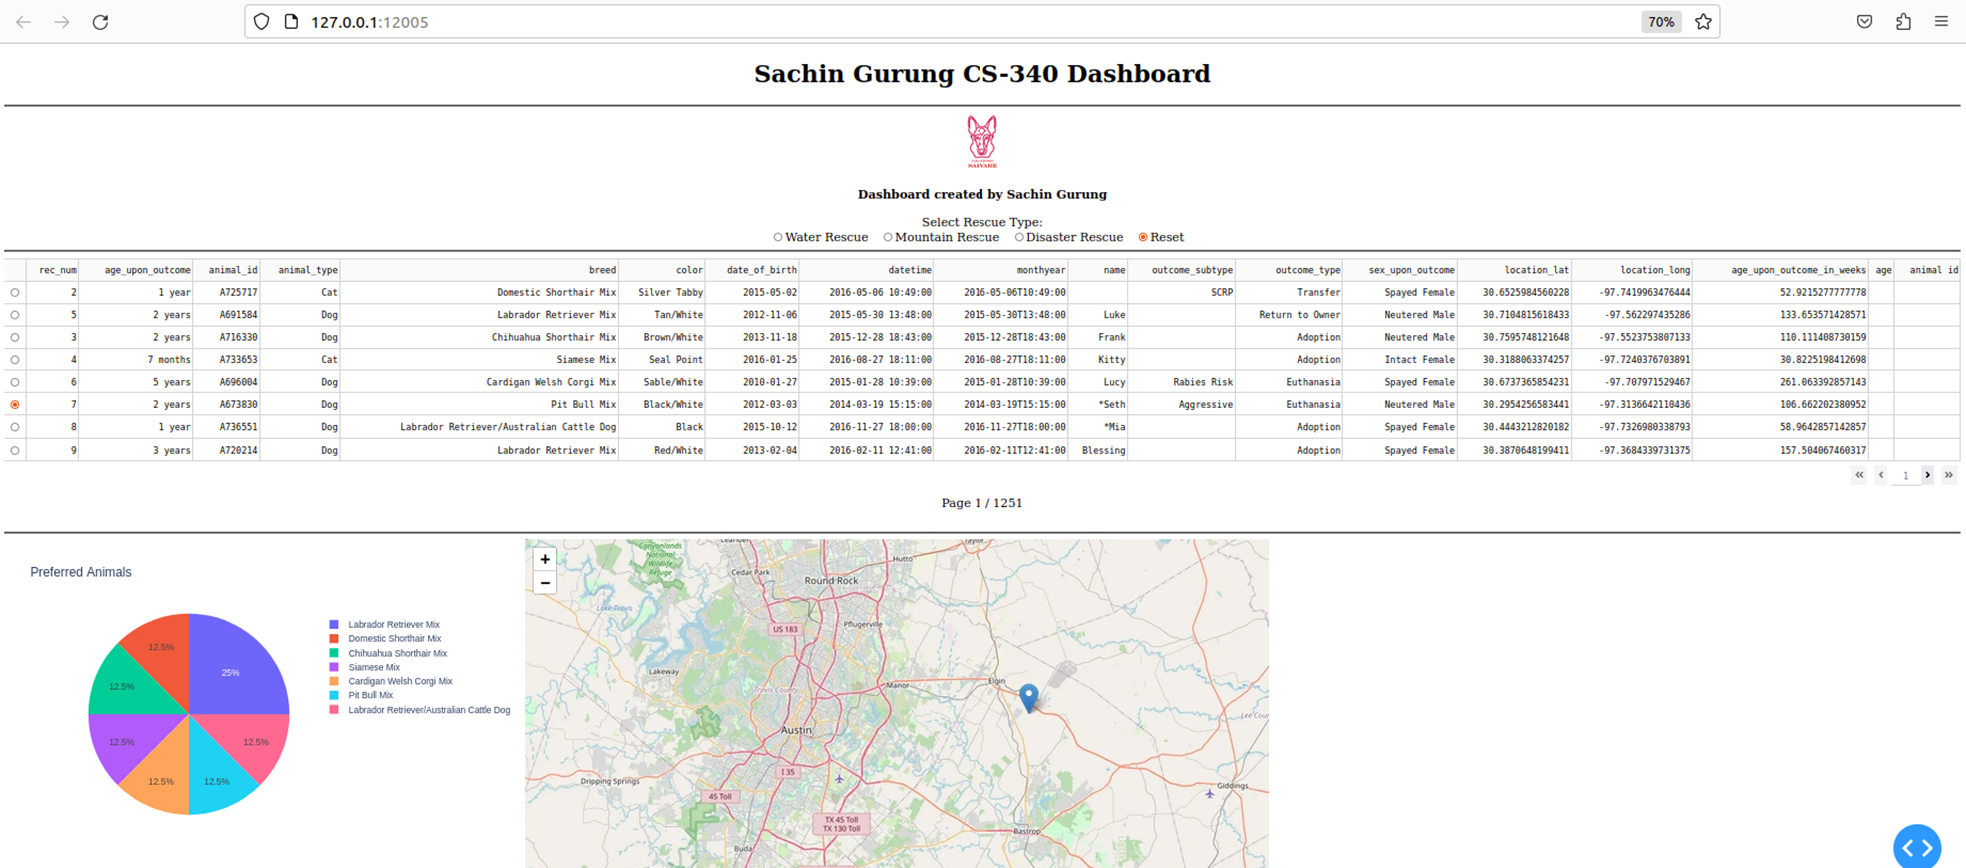 127.0.0.1:12005 70%
Sachin Gurung CS-340 Dashboard
SALVARE
Dashboard created by Sachin Gurung
Select Rescue Type:
Water Rescue Mountain Rescue Disaster Rescue Reset
rec_num age_upon_outcome animal_id animal_type breed color date_of_birth datetime monthyear name outcome_subtype outcome_type sex_upon_outcome location_lat location_long age_upon_outcome_in_weeks age animal id
2 1 year A725717 Cat Domestic Shorthair Mix Silver Tabby 2015-05-02 2016-05-06 10:49:00 2016-05-06T10:49:00 SCRP Transfer Spayed Female 30.6525984560228 -97.7419963476444 52.9215277777778
5 2 years A691584 Dog Labrador Retriever Mix Tan/White 2012-11-06 2015-05-30 13:48:00 2015-05-30T13:48:00 Luke Return to Owner Neutered Male 30.7104815618433 -97.562297435286 133.653571428571
3 2 years A716330 Dog Chihuahua Shorthair Mix Brown/White 2013-11-18 2015-12-28 18:43:00 2015-12-28T18:43:00 Frank Adoption Neutered Male 30.7595748121648 -97.5523753807133 110.111408730159
4 7 months A733653 Cat Siamese Mix Seal Point 2016-01-25 2016-08-27 18:11:00 2016-08-27T18:11:00 Kitty Adoption Intact Female 30.3188063374257 -97.7240376703891 30.8225198412698
6 5 years A696004 Dog Cardigan Welsh Corgi Mix Sable/White 2010-01-27 2015-01-28 10:39:00 2015-01-28T10:39:00 Lucy Rabies Risk Euthanasia Spayed Female 30.6737365854231 -97.707971529467 261.063392857143
7 2 years A673830 Dog Pit Bull Mix Black/White 2012-03-03 2014-03-19 15:15:00 2014-03-19T15:15:00 *Seth Aggressive Euthanasia Neutered Male 30.2954256583441 -97.3136642110436 106.662202380952
8 1 year A736551 Dog Labrador Retriever/Australian Cattle Dog Black 2015-10-12 2016-11-27 18:00:00 2016-11-27T18:00:00 *Mia Adoption Spayed Female 30.4443212820182 -97.7326980338793 58.9642857142857
9 3 years A720214 Dog Labrador Retriever Mix Red/White 2013-02-04 2016-02-11 12:41:00 2016-02-11T12:41:00 Blessing Adoption Spayed Female 30.3870648199411 -97.3684339731375 157.504067460317
« ‹ 1 › »
Page 1 / 1251
Preferred Animals
25%
12.5%
12.5%
12.5%
12.5%
12.5%
12.5%
Labrador Retriever Mix
Domestic Shorthair Mix
Chihuahua Shorthair Mix
Siamese Mix
Cardigan Welsh Corgi Mix
Pit Bull Mix
Labrador Retriever/Australian Cattle Dog
+
−
Leander
Canyonlands
National
Wildlife
Refuge
Hutto
Taylor
Cedar Park
Round Rock
Lake Travis
US 183
Pflugerville
Lakeway
Travis County
Manor
Elgin
Austin
I 35
Dripping Springs
45 Toll
TX 45 Toll
TX 130 Toll
Giddings
Bastrop
Buda